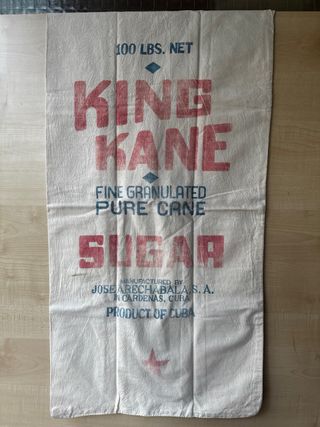 100 LBS. NET
KING
KANE
FINE GRANULATED
PURE CANE
SUGAR
MANUFACTURED BY
JOSE ARECHABALA, S. A.
IN CARDENAS, CUBA
PRODUCT OF CUBA